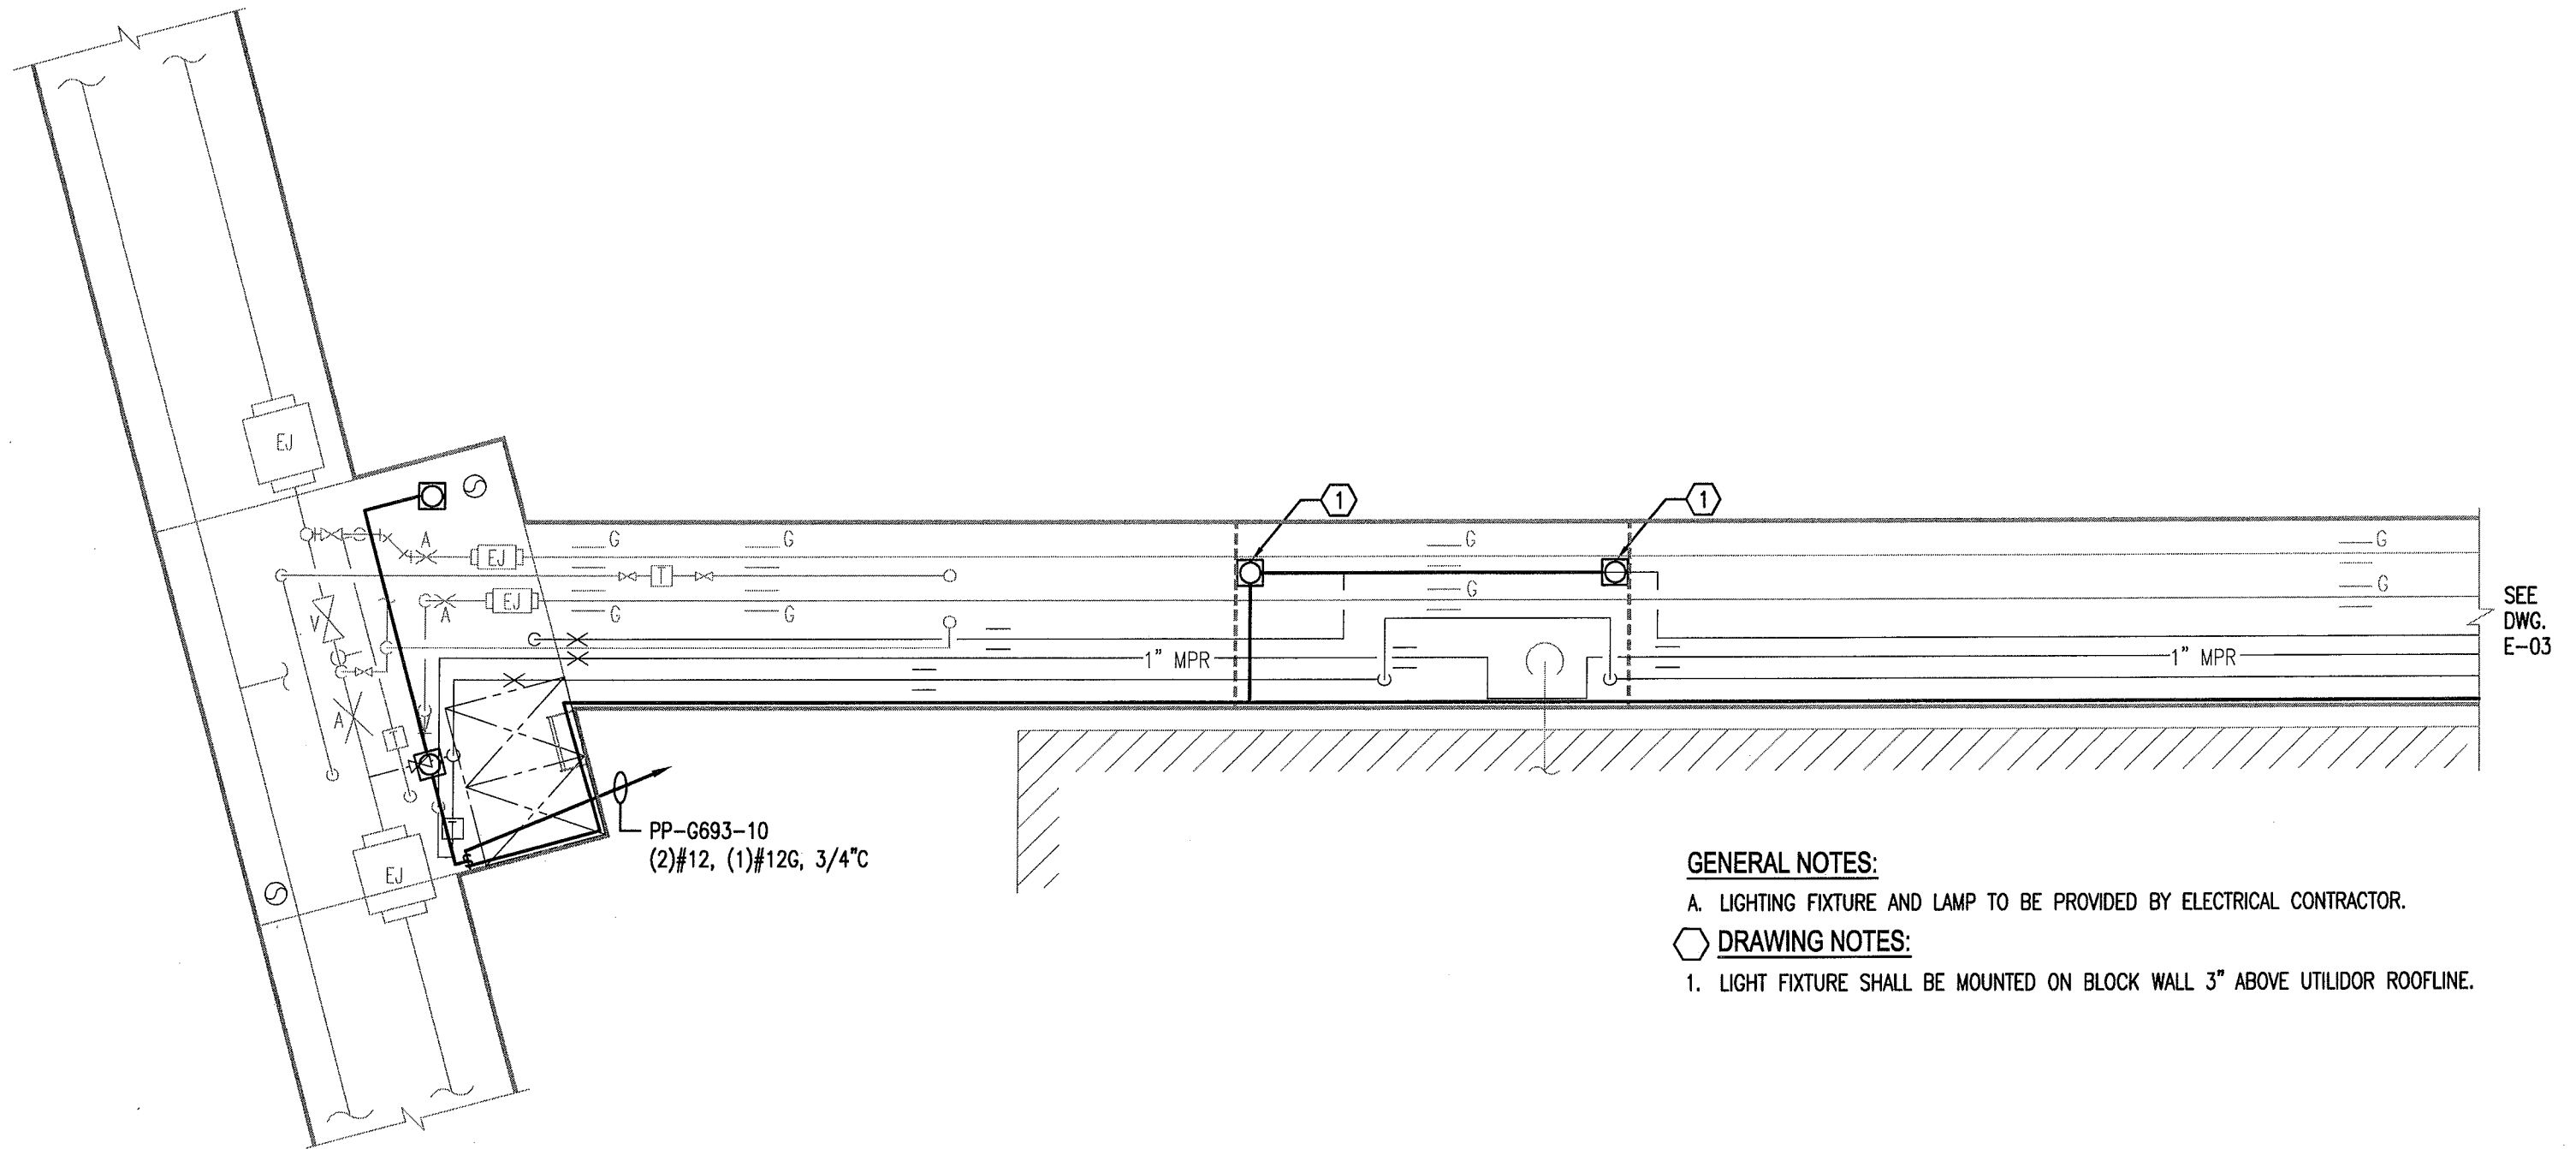 1
1
EJ
A
EJ
G
G
G
G
T
G
G
A
EJ
G
G
V
SEE
DWG.
E-03
1" MPR
1" MPR
A
T
V
T
PP-G693-10
(2)#12, (1)#12G, 3/4"C
$
EJ
GENERAL NOTES:
A. LIGHTING FIXTURE AND LAMP TO BE PROVIDED BY ELECTRICAL CONTRACTOR.
DRAWING NOTES:
1. LIGHT FIXTURE SHALL BE MOUNTED ON BLOCK WALL 3" ABOVE UTILIDOR ROOFLINE.